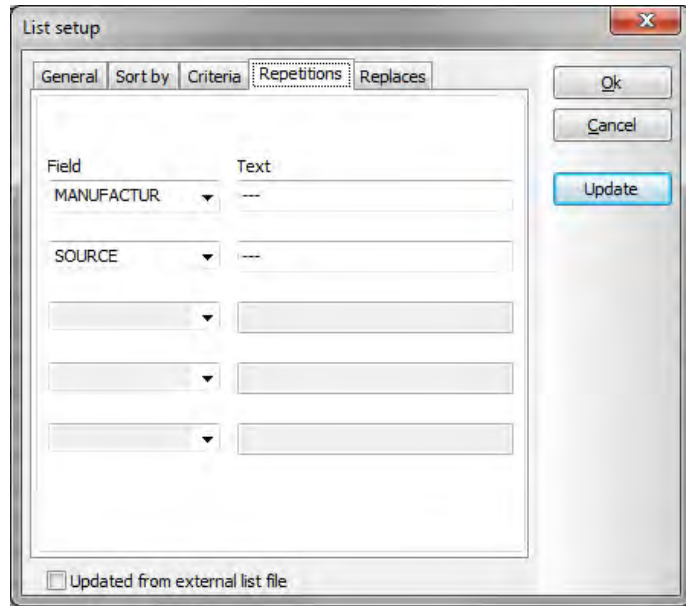 List setup
General Sort by Criteria Repetitions Replaces
Ok
Cancel
Field Text
MANUFACTUR ---
Update
SOURCE ---
Updated from external list file